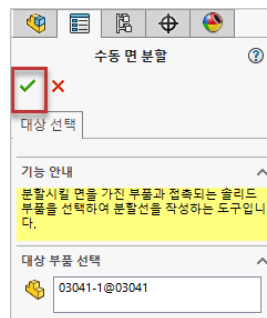 수동 면 분할
대상 선택
기능 안내
분할시킬 면을 가진 부품과 접촉되는 솔리드
부품을 선택하여 분할선을 작성하는 도구입니
다.
대상 부품 선택
03041-1@03041